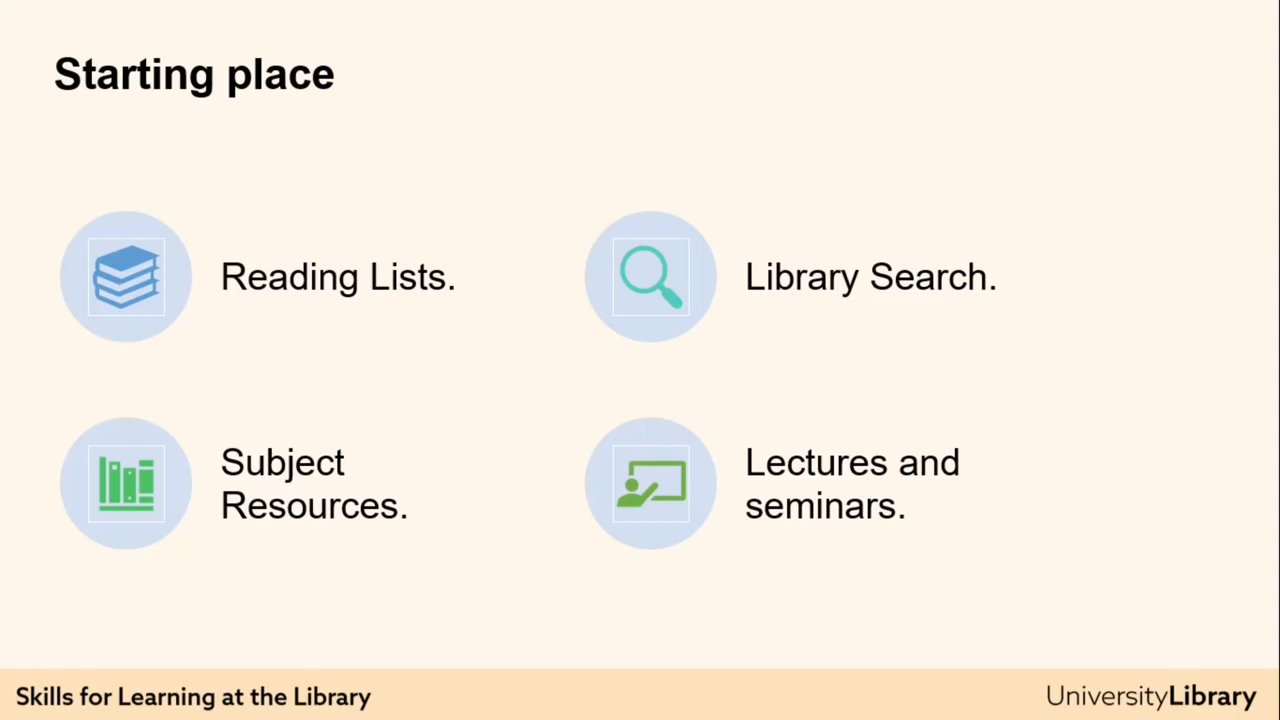 Starting place
Reading Lists.
Library Search.
Subject
Resources.
Lectures and
seminars.
Skills for Learning at the Library
UniversityLibrary